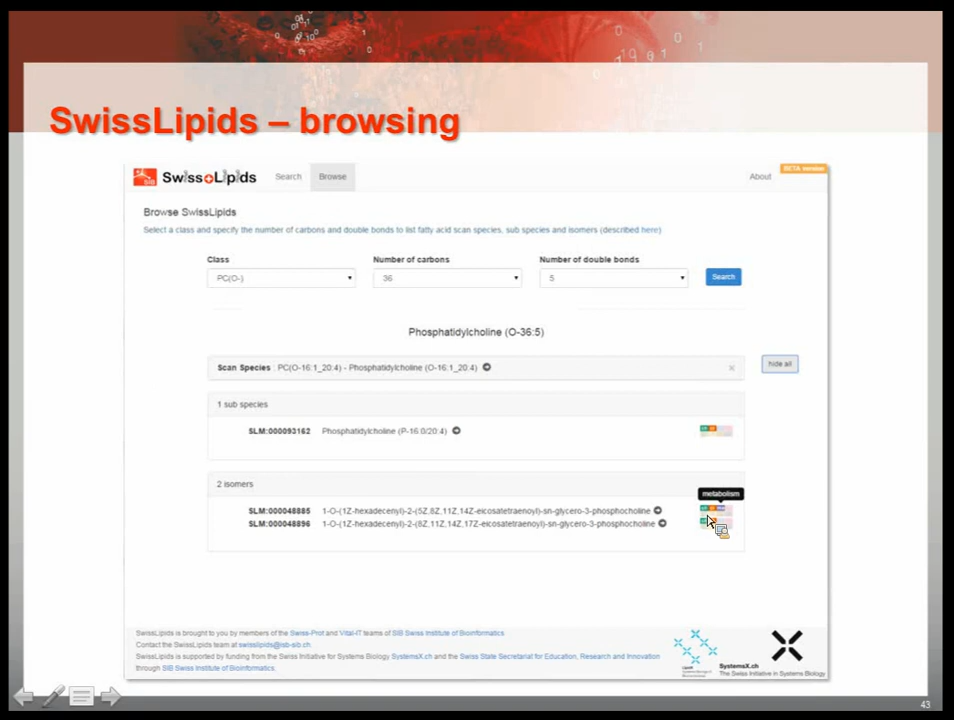 SwissLipids – browsing
SwissLipids
Search
Browse
About
BETA version
Browse SwissLipids
Select a class and specify the number of carbons and double bonds to list fatty acid scan species, sub species and isomers (described here)
Class
Number of carbons
Number of double bonds
PC(O-)
36
5
Search
Phosphatidylcholine (O-36:5)
Scan Species : PC(O-16:1_20:4) - Phosphatidylcholine (O-16:1_20:4)
hide all
1 sub species
SLM:000093162 Phosphatidylcholine (P-16:0/20:4)
2 isomers
metabolism
SLM:000048885 1-O-(1Z-hexadecenyl)-2-(5Z,8Z,11Z,14Z-eicosatetraenoyl)-sn-glycero-3-phosphocholine
SLM:000048896 1-O-(1Z-hexadecenyl)-2-(8Z,11Z,14Z,17Z-eicosatetraenoyl)-sn-glycero-3-phosphocholine
SwissLipids is brought to you by members of the Swiss-Prot and Vital-IT teams of SIB Swiss Institute of Bioinformatics
Contact the SwissLipids team at swisslipids@isb-sib.ch.
SwissLipids is supported by funding from the Swiss Initiative for Systems Biology SystemsX.ch and the Swiss State Secretariat for Education, Research and Innovation
through SIB Swiss Institute of Bioinformatics.
SystemsX.ch
The Swiss Initiative in Systems Biology
43